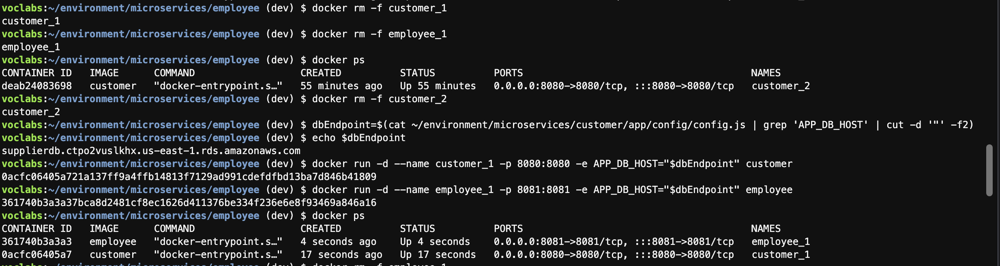 voclabs:~/environment/microservices/employee (dev) $ docker rm -f customer_1
customer_1
voclabs:~/environment/microservices/employee (dev) $ docker rm -f employee_1
employee_1
voclabs:~/environment/microservices/employee (dev) $ docker ps
CONTAINER ID   IMAGE      COMMAND                  CREATED          STATUS          PORTS                                       NAMES
deab24083698   customer   "docker-entrypoint.s…"   55 minutes ago   Up 55 minutes   0.0.0.0:8080->8080/tcp, :::8080->8080/tcp   customer_2
voclabs:~/environment/microservices/employee (dev) $ docker rm -f customer_2
customer_2
voclabs:~/environment/microservices/employee (dev) $ dbEndpoint=$(cat ~/environment/microservices/customer/app/config/config.js | grep 'APP_DB_HOST' | cut -d '"' -f2)
voclabs:~/environment/microservices/employee (dev) $ echo $dbEndpoint
supplierdb.ctpo2vuslkhx.us-east-1.rds.amazonaws.com
voclabs:~/environment/microservices/employee (dev) $ docker run -d --name customer_1 -p 8080:8080 -e APP_DB_HOST="$dbEndpoint" customer
0acfc06405a721a137ff9a4ffb14813f7129ad991cdefdfbd13ba7d846b41809
voclabs:~/environment/microservices/employee (dev) $ docker run -d --name employee_1 -p 8081:8081 -e APP_DB_HOST="$dbEndpoint" employee
361740b3a3a37bca8d2481cf8ec1626d411376be334f236e6e8f93469a846a16
voclabs:~/environment/microservices/employee (dev) $ docker ps
CONTAINER ID   IMAGE      COMMAND                  CREATED          STATUS          PORTS                                       NAMES
361740b3a3a3   employee   "docker-entrypoint.s…"   4 seconds ago    Up 4 seconds    0.0.0.0:8081->8081/tcp, :::8081->8081/tcp   employee_1
0acfc06405a7   customer   "docker-entrypoint.s…"   17 seconds ago   Up 17 seconds   0.0.0.0:8080->8080/tcp, :::8080->8080/tcp   customer_1